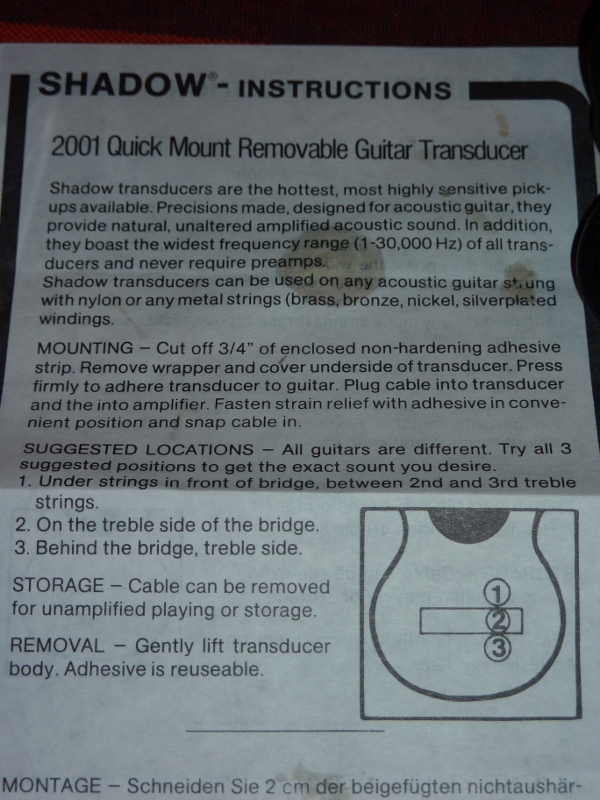 SHADOW®- INSTRUCTIONS
2001 Quick Mount Removable Guitar Transducer
Shadow transducers are the hottest, most highly sensitive pick-
ups available. Precisions made, designed for acoustic guitar, they
provide natural, unaltered amplified acoustic sound. In addition,
they boast the widest frequency range (1-30,000 Hz) of all trans-
ducers and never require preamps.
Shadow transducers can be used on any acoustic guitar strung
with nylon or any metal strings (brass, bronze, nickel, silverplated
windings.
MOUNTING – Cut off 3/4" of enclosed non-hardening adhesive
strip. Remove wrapper and cover underside of transducer. Press
firmly to adhere transducer to guitar. Plug cable into transducer
and the into amplifier. Fasten strain relief with adhesive in conve-
nient position and snap cable in.
SUGGESTED LOCATIONS – All guitars are different. Try all 3
suggested positions to get the exact sount you desire.
1. Under strings in front of bridge, between 2nd and 3rd treble
strings.
2. On the treble side of the bridge.
3. Behind the bridge, treble side.
STORAGE – Cable can be removed
for unamplified playing or storage.
REMOVAL – Gently lift transducer
body. Adhesive is reuseable.
1
2
3
MONTAGE – Schneiden Sie 2 cm der beigefügten nichtaushär-